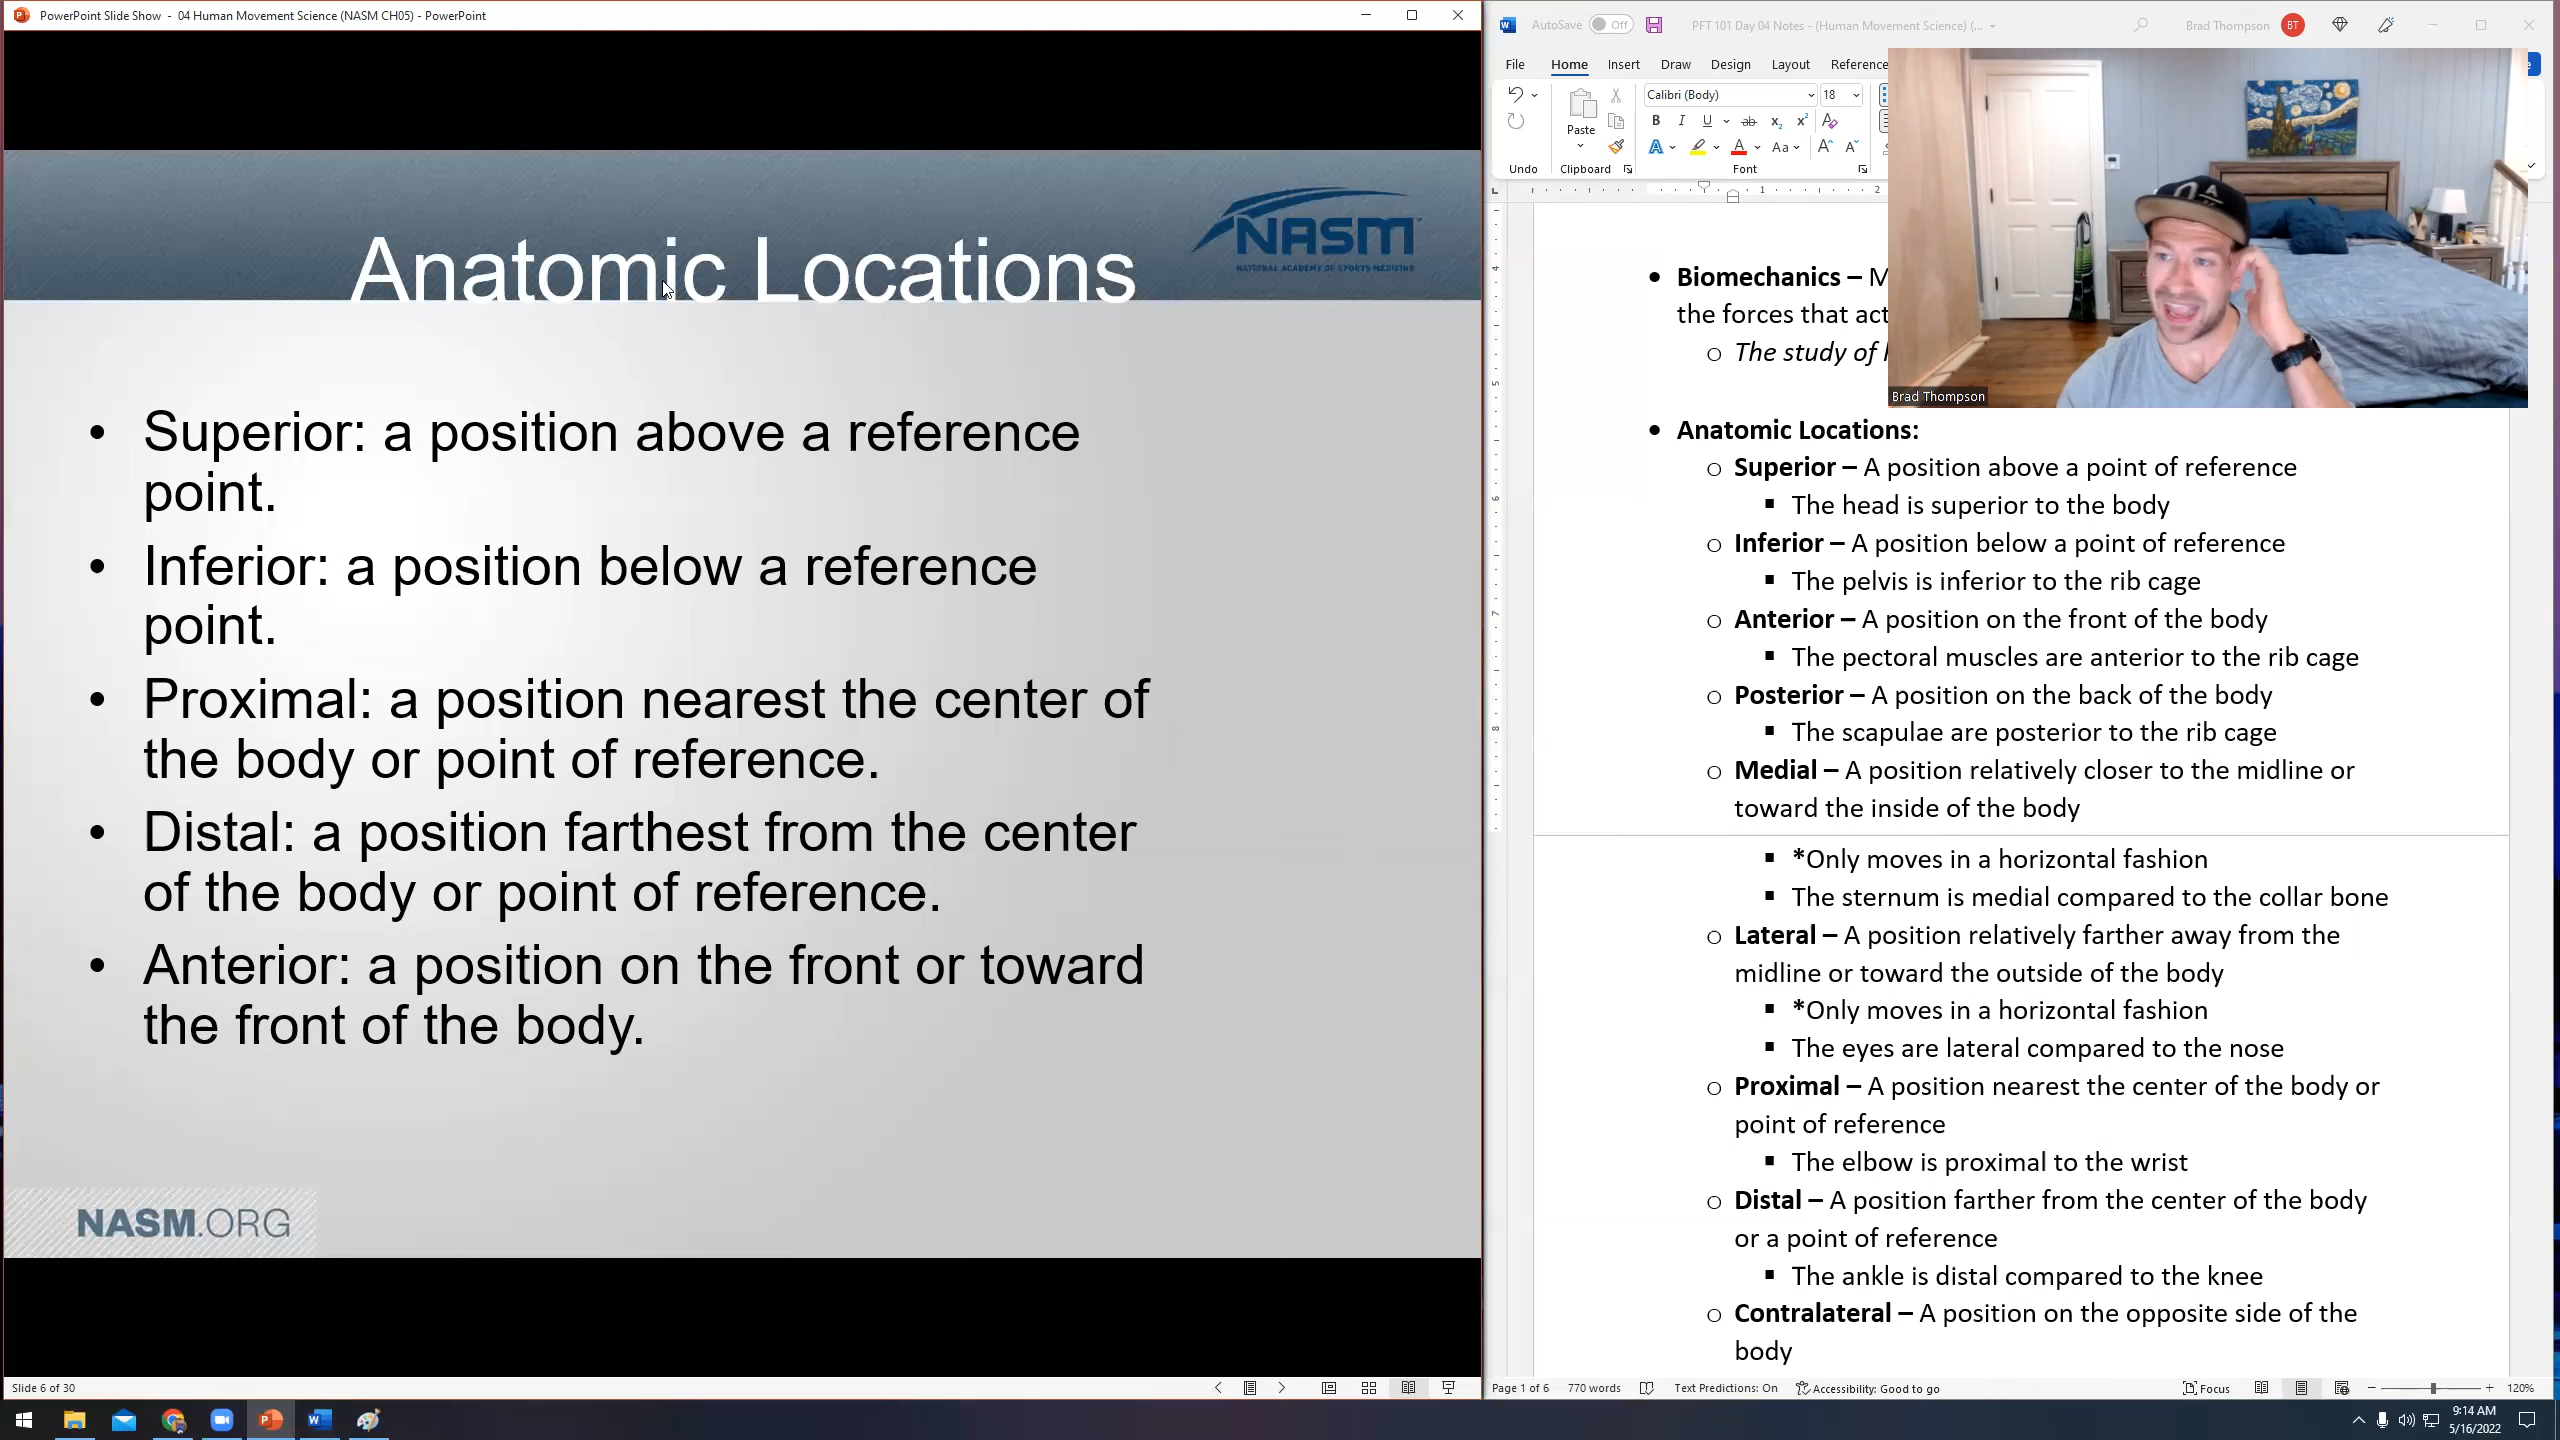 PowerPoint Slide Show - 04 Human Movement Science (NASM CH05) - PowerPoint
Anatomic Locations
NASM
NATIONAL ACADEMY OF SPORTS MEDICINE
• Superior: a position above a reference
point.
• Inferior: a position below a reference
point.
• Proximal: a position nearest the center of
the body or point of reference.
• Distal: a position farthest from the center
of the body or point of reference.
• Anterior: a position on the front or toward
the front of the body.
NASM.ORG
Slide 6 of 30
AutoSave Off
PFT 101 Day 04 Notes - (Human Movement Science) (...
Brad Thompson BT
File Home Insert Draw Design Layout Reference
Calibri (Body) 18
Paste
Undo Clipboard Font
1 2
4
5
6
7
8
Brad Thompson
• Biomechanics –
the forces that act
o The study of
• Anatomic Locations:
o Superior – A position above a point of reference
▪ The head is superior to the body
o Inferior – A position below a point of reference
▪ The pelvis is inferior to the rib cage
o Anterior – A position on the front of the body
▪ The pectoral muscles are anterior to the rib cage
o Posterior – A position on the back of the body
▪ The scapulae are posterior to the rib cage
o Medial – A position relatively closer to the midline or
toward the inside of the body
▪ *Only moves in a horizontal fashion
▪ The sternum is medial compared to the collar bone
o Lateral – A position relatively farther away from the
midline or toward the outside of the body
▪ *Only moves in a horizontal fashion
▪ The eyes are lateral compared to the nose
o Proximal – A position nearest the center of the body or
point of reference
▪ The elbow is proximal to the wrist
o Distal – A position farther from the center of the body
or a point of reference
▪ The ankle is distal compared to the knee
o Contralateral – A position on the opposite side of the
body
Page 1 of 6 770 words Text Predictions: On Accessibility: Good to go Focus 120%
9:14 AM
5/16/2022